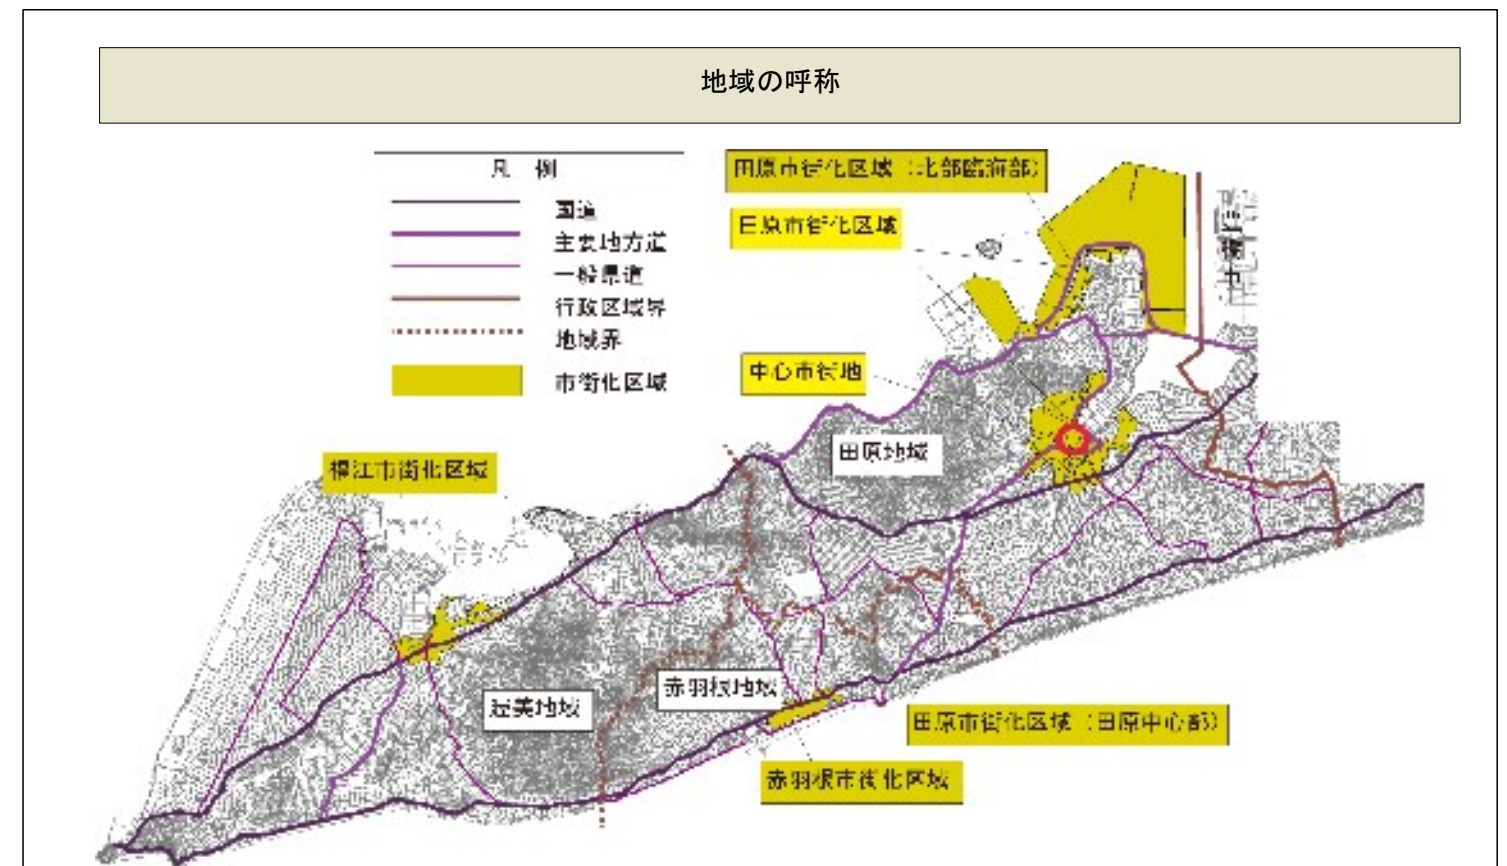 地域の呼称
凡 例
国道
主要地方道
一般県道
行政区域界
地域界
市街化区域
田原市街化区域（北部臨海部）
田原市街化区域
中心市街地
田原地域
福江市街化区域
渥美地域
赤羽根地域
田原市街化区域（田原中心部）
赤羽根市街化区域